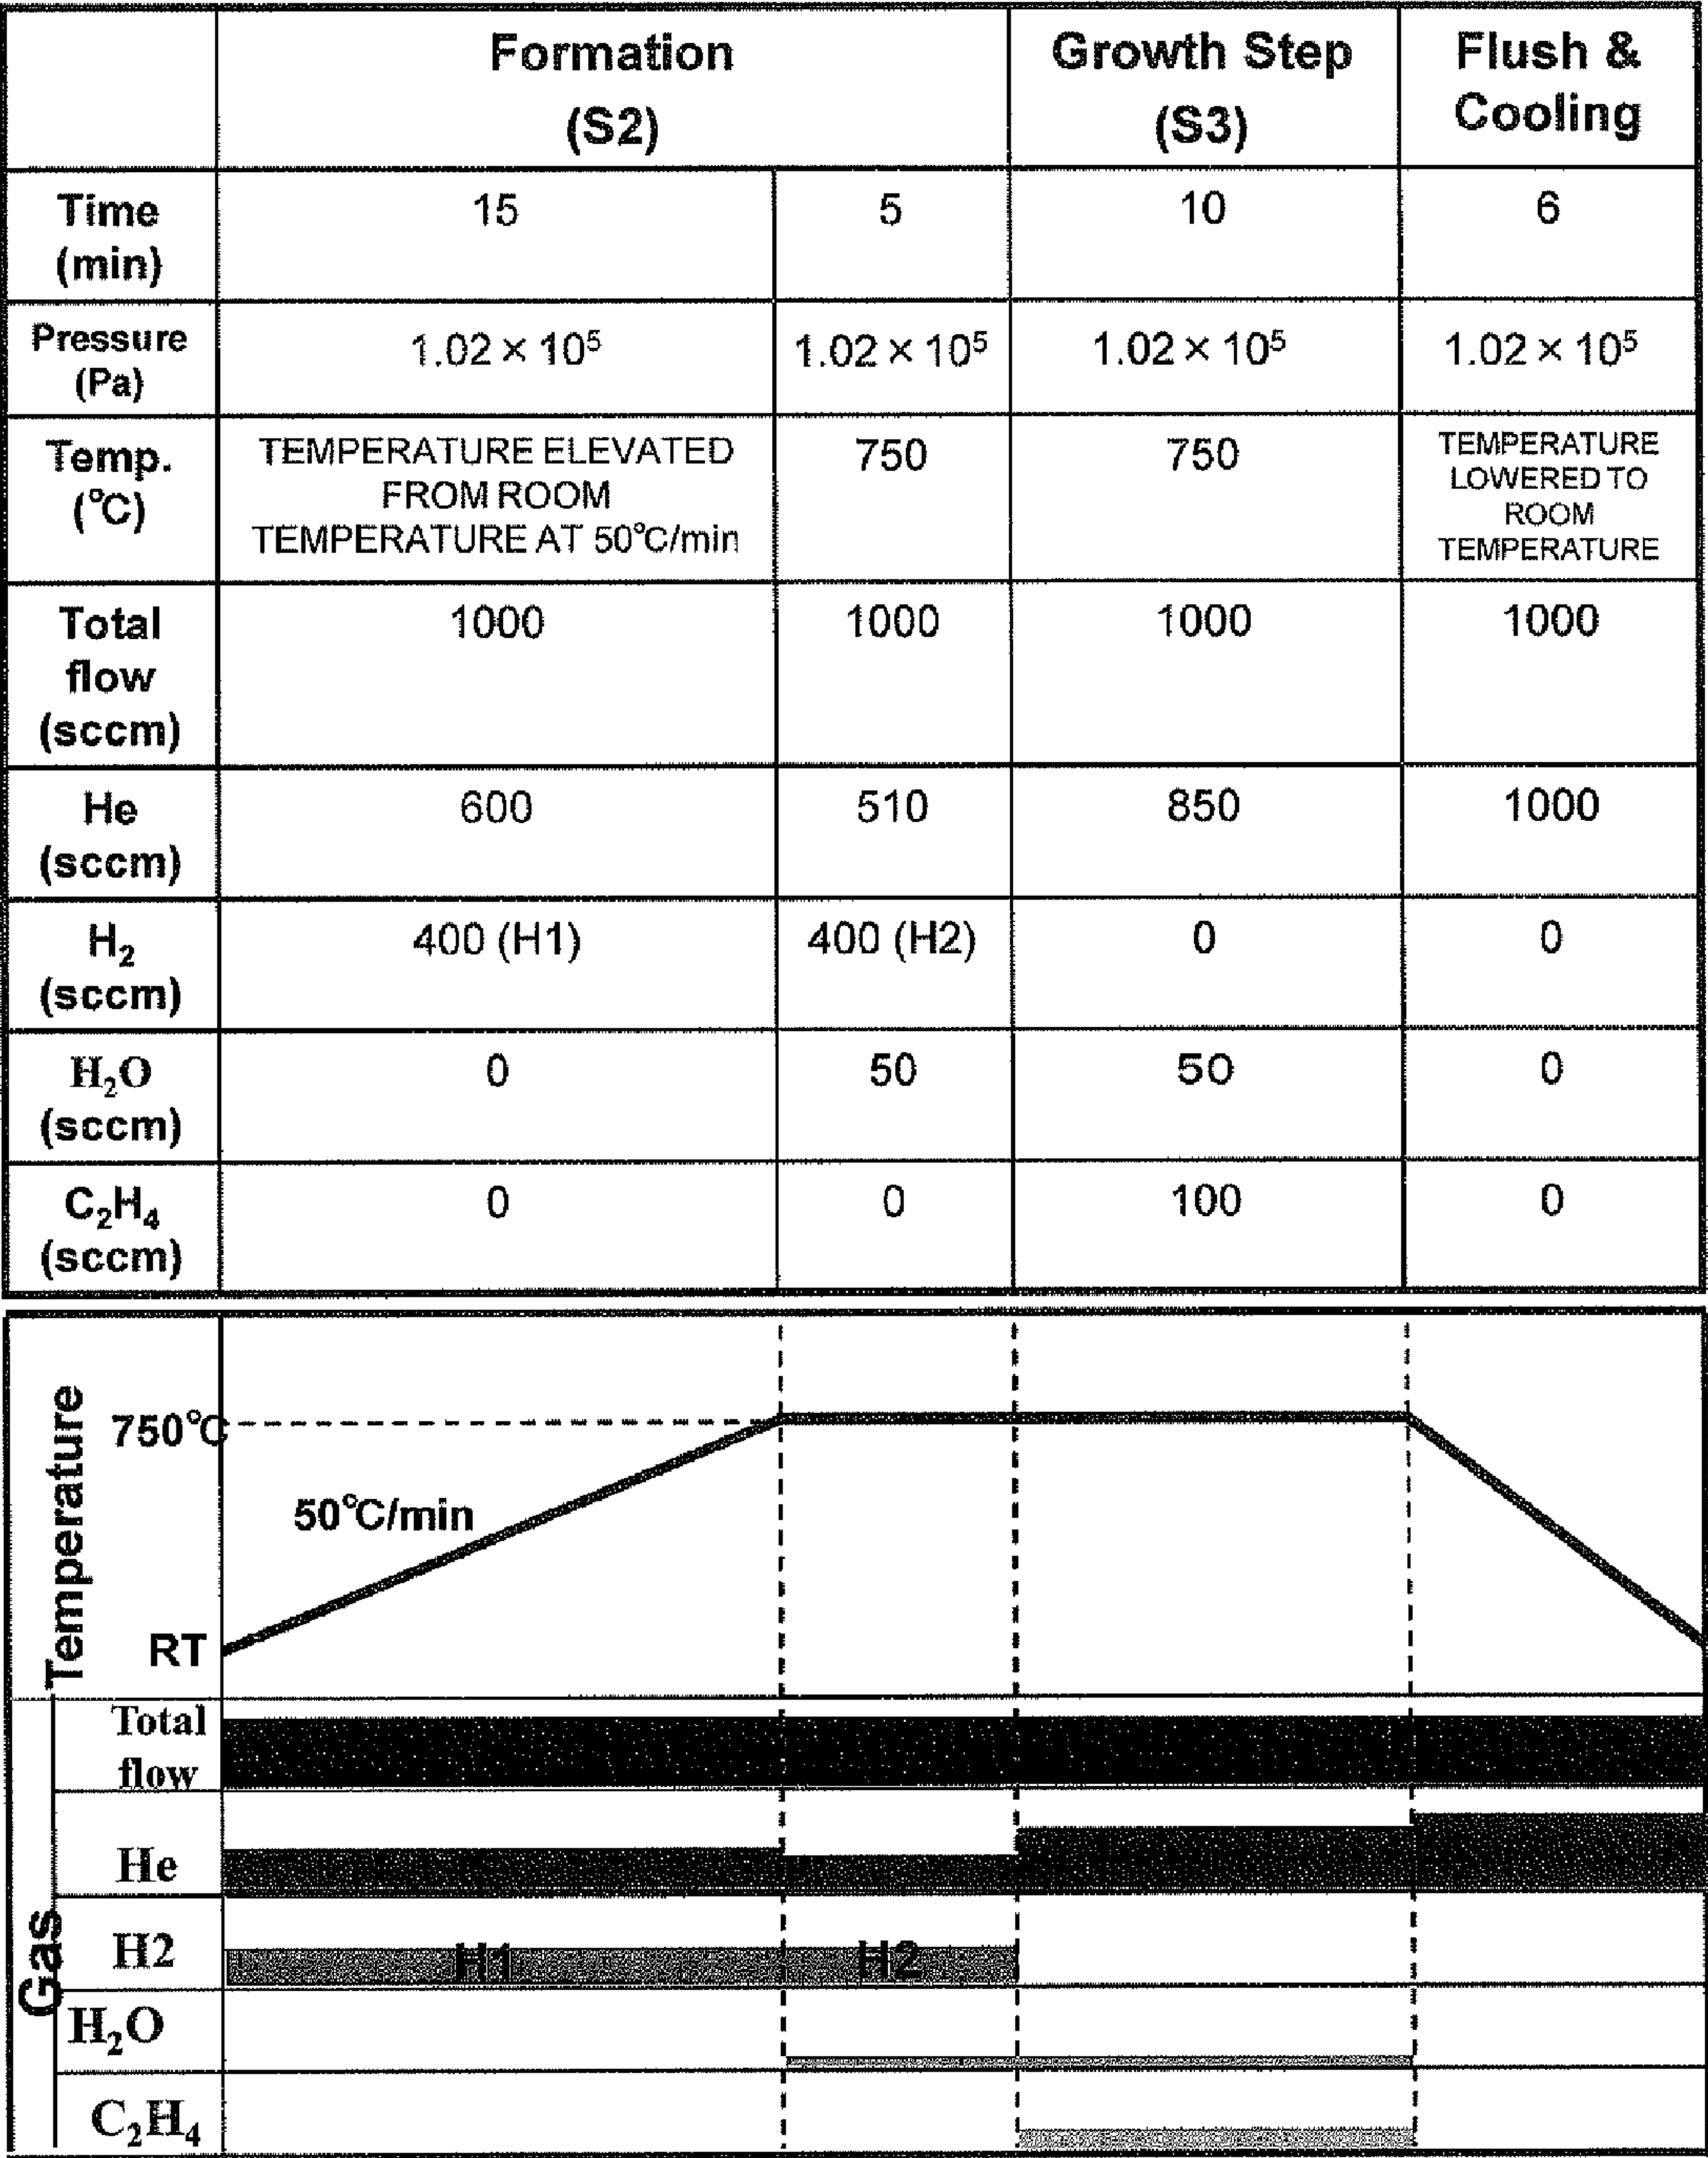 Formation
(S2)
Growth Step
(S3)
Flush &
Cooling
Time
(min)
15
5
10
6
Pressure
(Pa)
1.02 × 10⁵
1.02 × 10⁵
1.02 × 10⁵
1.02 × 10⁵
Temp.
(℃)
TEMPERATURE ELEVATED
FROM ROOM
TEMPERATURE AT 50℃/min
750
750
TEMPERATURE
LOWERED TO
ROOM
TEMPERATURE
Total
flow
(sccm)
1000
1000
1000
1000
He
(sccm)
600
510
850
1000
H₂
(sccm)
400 (H1)
400 (H2)
0
0
H₂O
(sccm)
0
50
50
0
C₂H₄
(sccm)
0
0
100
0
Temperature
750℃
50℃/min
RT
Gas
Total
flow
He
H2
H1
H2
H₂O
C₂H₄